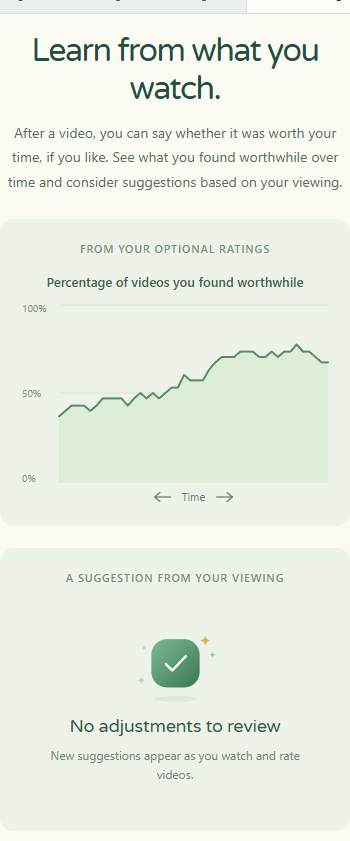 Learn from what you
watch.
After a video, you can say whether it was worth your
time, if you like. See what you found worthwhile over
time and consider suggestions based on your viewing.
FROM YOUR OPTIONAL RATINGS
Percentage of videos you found worthwhile
100%
50%
0%
Time
A SUGGESTION FROM YOUR VIEWING
No adjustments to review
New suggestions appear as you watch and rate
videos.